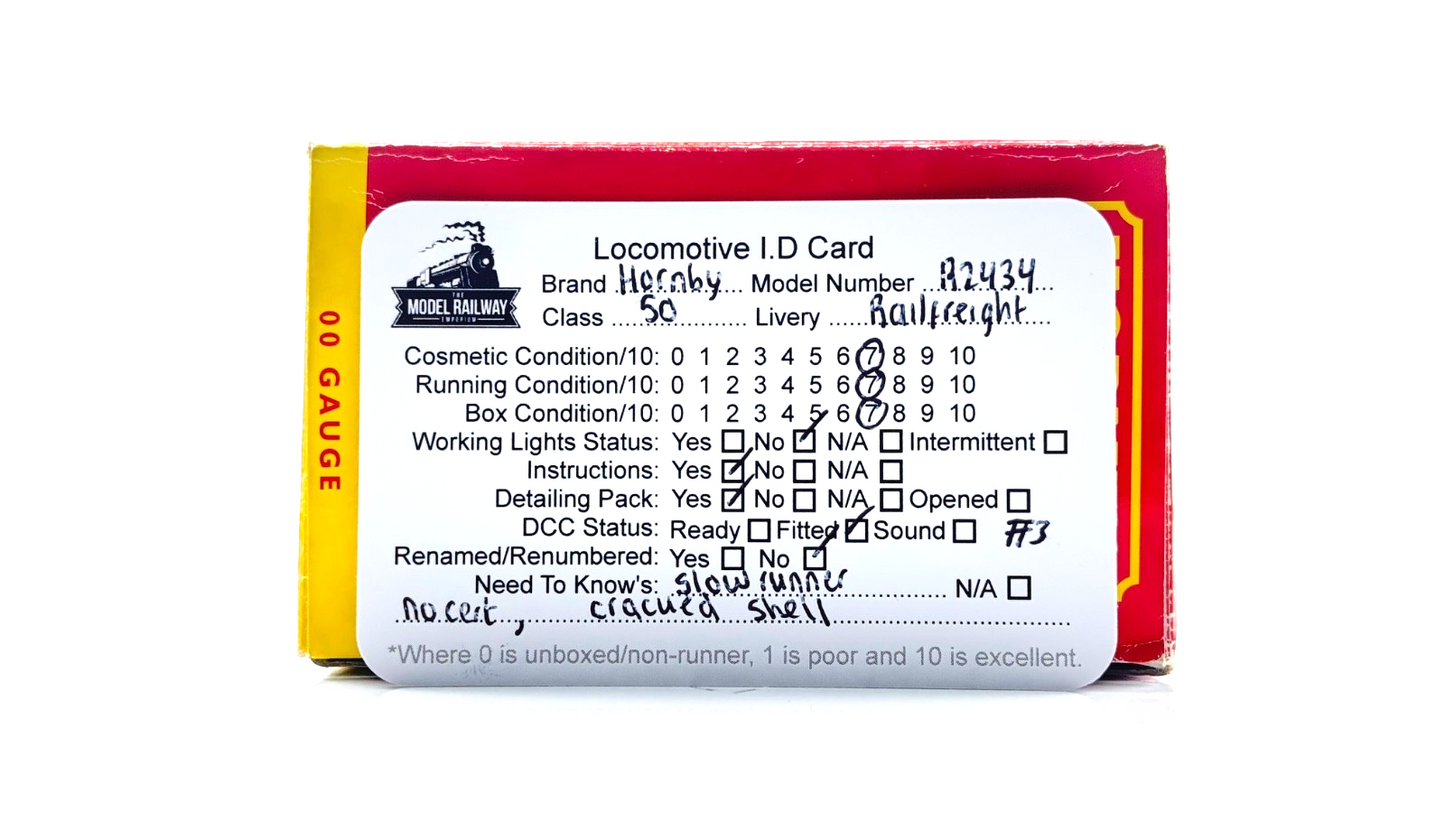 Locomotive I.D Card
THE
MODEL RAILWAY
EMPORIUM
Brand Hornby Model Number R2434
Class 50 Livery Railfreight
Cosmetic Condition/10: 0 1 2 3 4 5 6 7 8 9 10
Running Condition/10: 0 1 2 3 4 5 6 7 8 9 10
Box Condition/10: 0 1 2 3 4 5 6 7 8 9 10
Working Lights Status: Yes No N/A Intermittent
Instructions: Yes No N/A
Detailing Pack: Yes No N/A Opened
DCC Status: Ready Fitted Sound #3
Renamed/Renumbered: Yes No
Need To Know's: slow runner N/A
no cert, cracked shell
*Where 0 is unboxed/non-runner, 1 is poor and 10 is excellent.
00 GAUGE